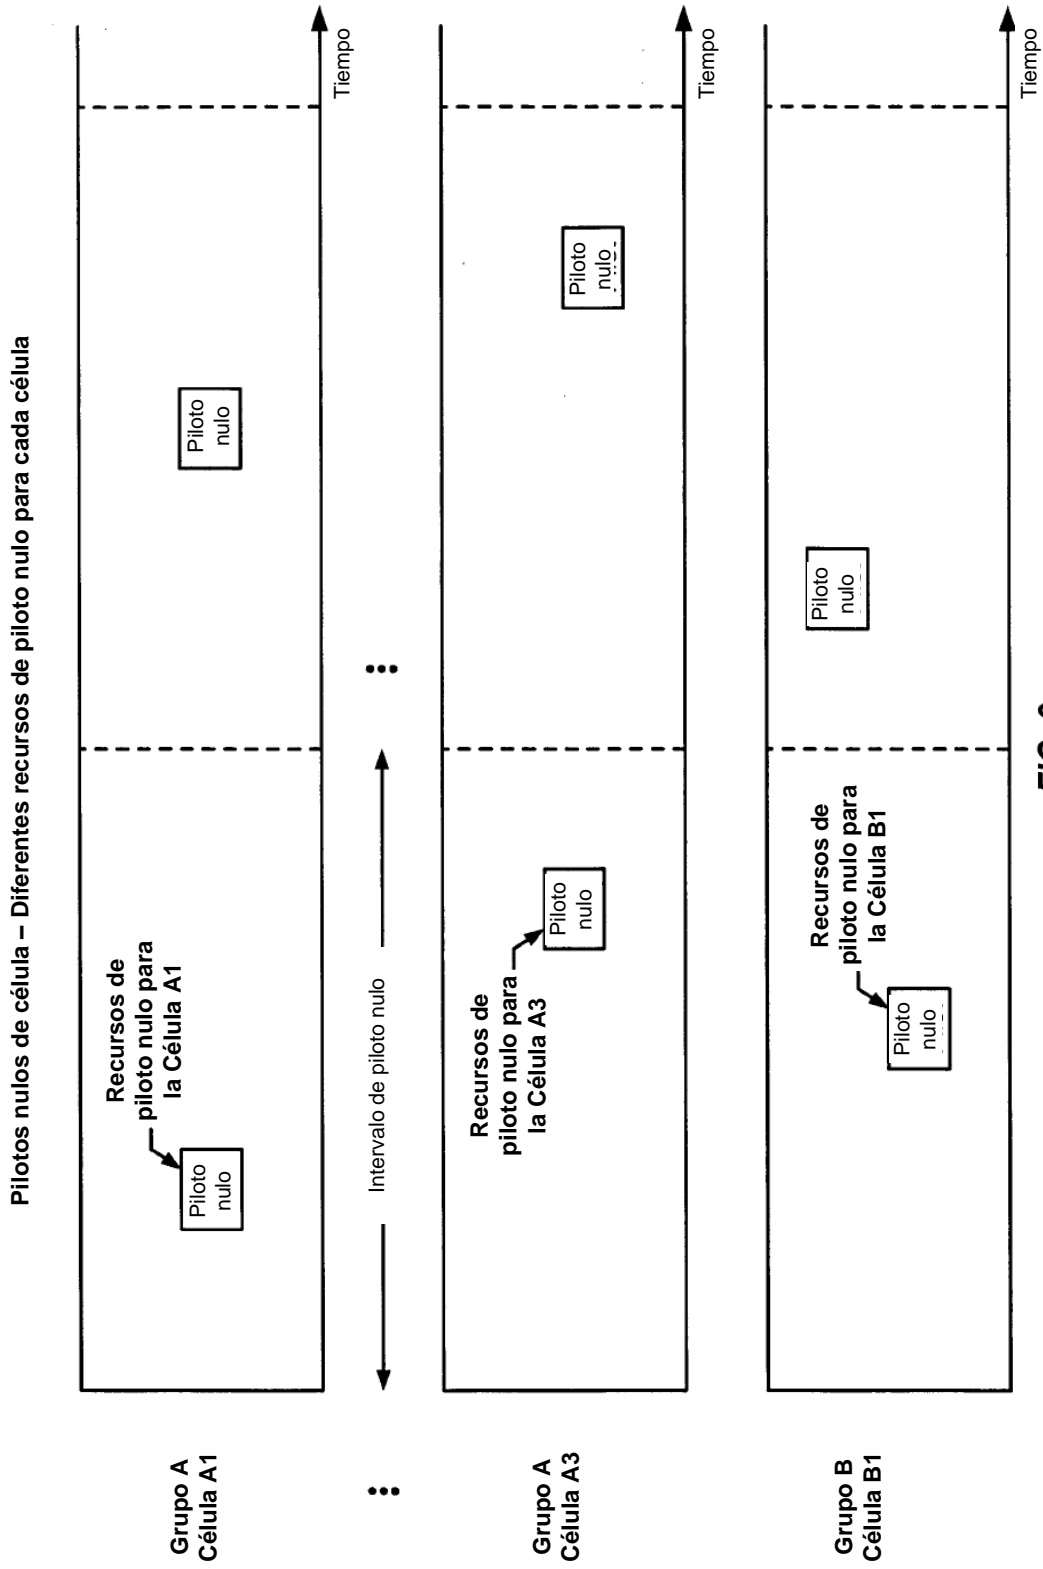 Pilotos nulos de célula – Diferentes recursos de piloto nulo para cada célula
Grupo A
Célula A1
Recursos de
piloto nulo para
la Célula A1
Piloto
nulo
Piloto
nulo
Tiempo
Intervalo de piloto nulo
Grupo A
Célula A3
Recursos de
piloto nulo para
la Célula A3
Piloto
nulo
Piloto
nulo
Tiempo
Grupo B
Célula B1
Recursos de
piloto nulo para
la Célula B1
Piloto
nulo
Piloto
nulo
Tiempo